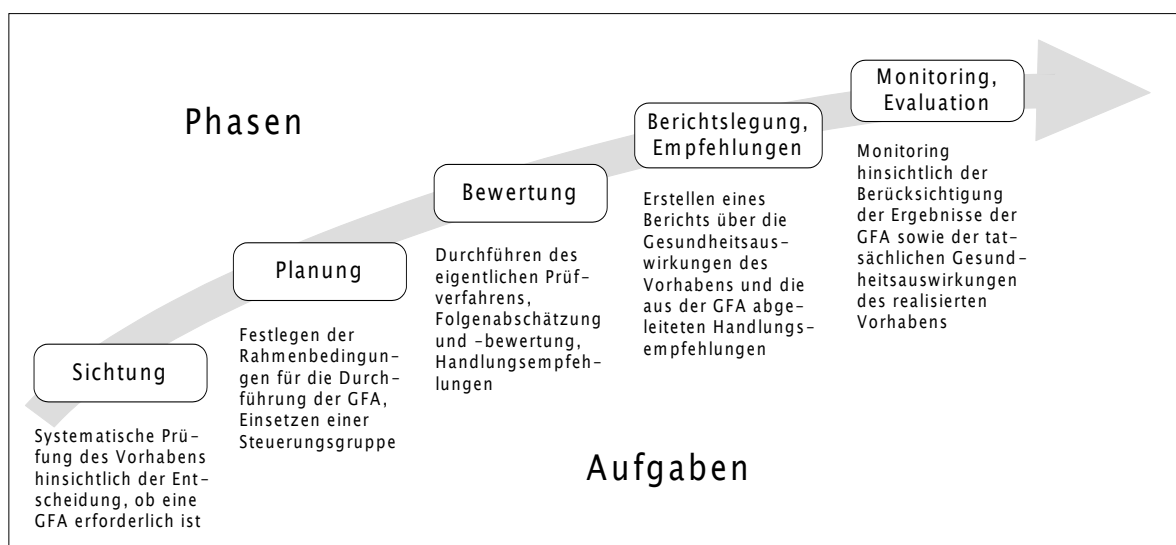 Phasen
Sichtung
Systematische Prü–
fung des Vorhabens
hinsichtlich der Ent–
scheidung, ob eine
GFA erforderlich ist
Planung
Festlegen der
Rahmenbedingun–
gen für die Durch–
führung der GFA,
Einsetzen einer
Steuerungsgruppe
Bewertung
Durchführen des
eigentlichen Prüf–
verfahrens,
Folgenabschätzung
und –bewertung,
Handlungsempfeh–
lungen
Berichtslegung,
Empfehlungen
Erstellen eines
Berichts über die
Gesundheitsaus–
wirkungen des
Vorhabens und die
aus der GFA abge–
leiteten Handlungs–
empfehlungen
Monitoring,
Evaluation
Monitoring
hinsichtlich der
Berücksichtigung
der Ergebnisse der
GFA sowie der tat–
sächlichen Gesund–
heitsauswirkungen
des realisierten
Vorhabens
Aufgaben